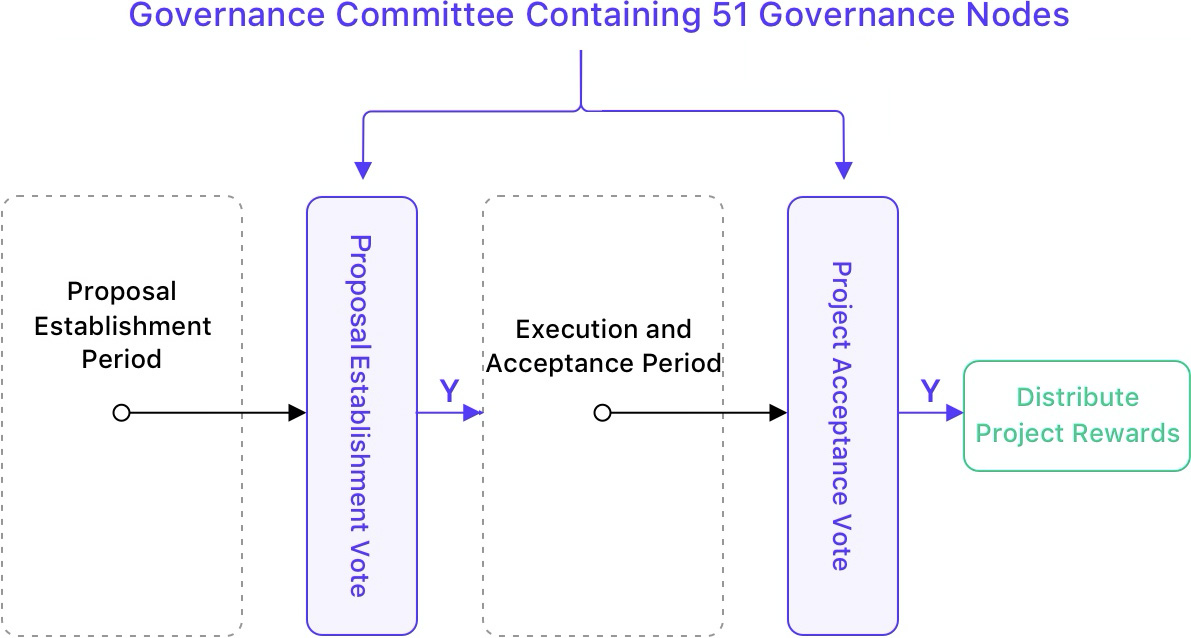 Governance Committee Containing 51 Governance Nodes
Proposal
Establishment
Period
Proposal Establishment Vote
Y
Execution and
Acceptance Period
Project Acceptance Vote
Y
Distribute
Project Rewards